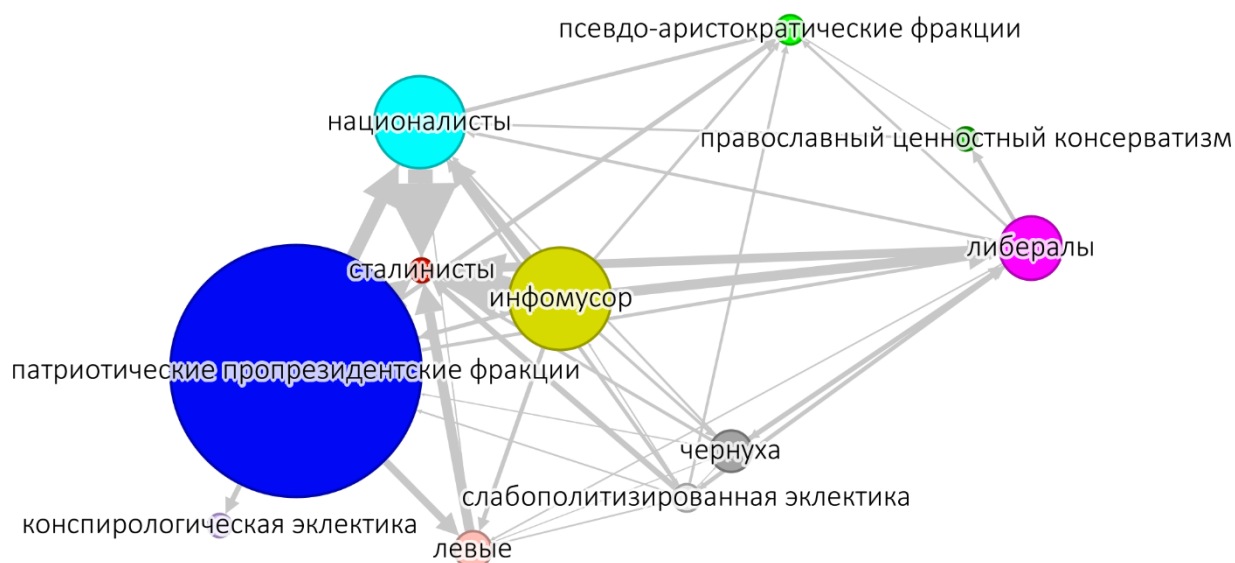 псевдо-аристократические фракции
националисты
православный ценностный консерватизм
либералы
сталинисты
инфомусор
патриотические пропрезидентские фракции
чернуха
слабополитизированная эклектика
конспирологическая эклектика
левые